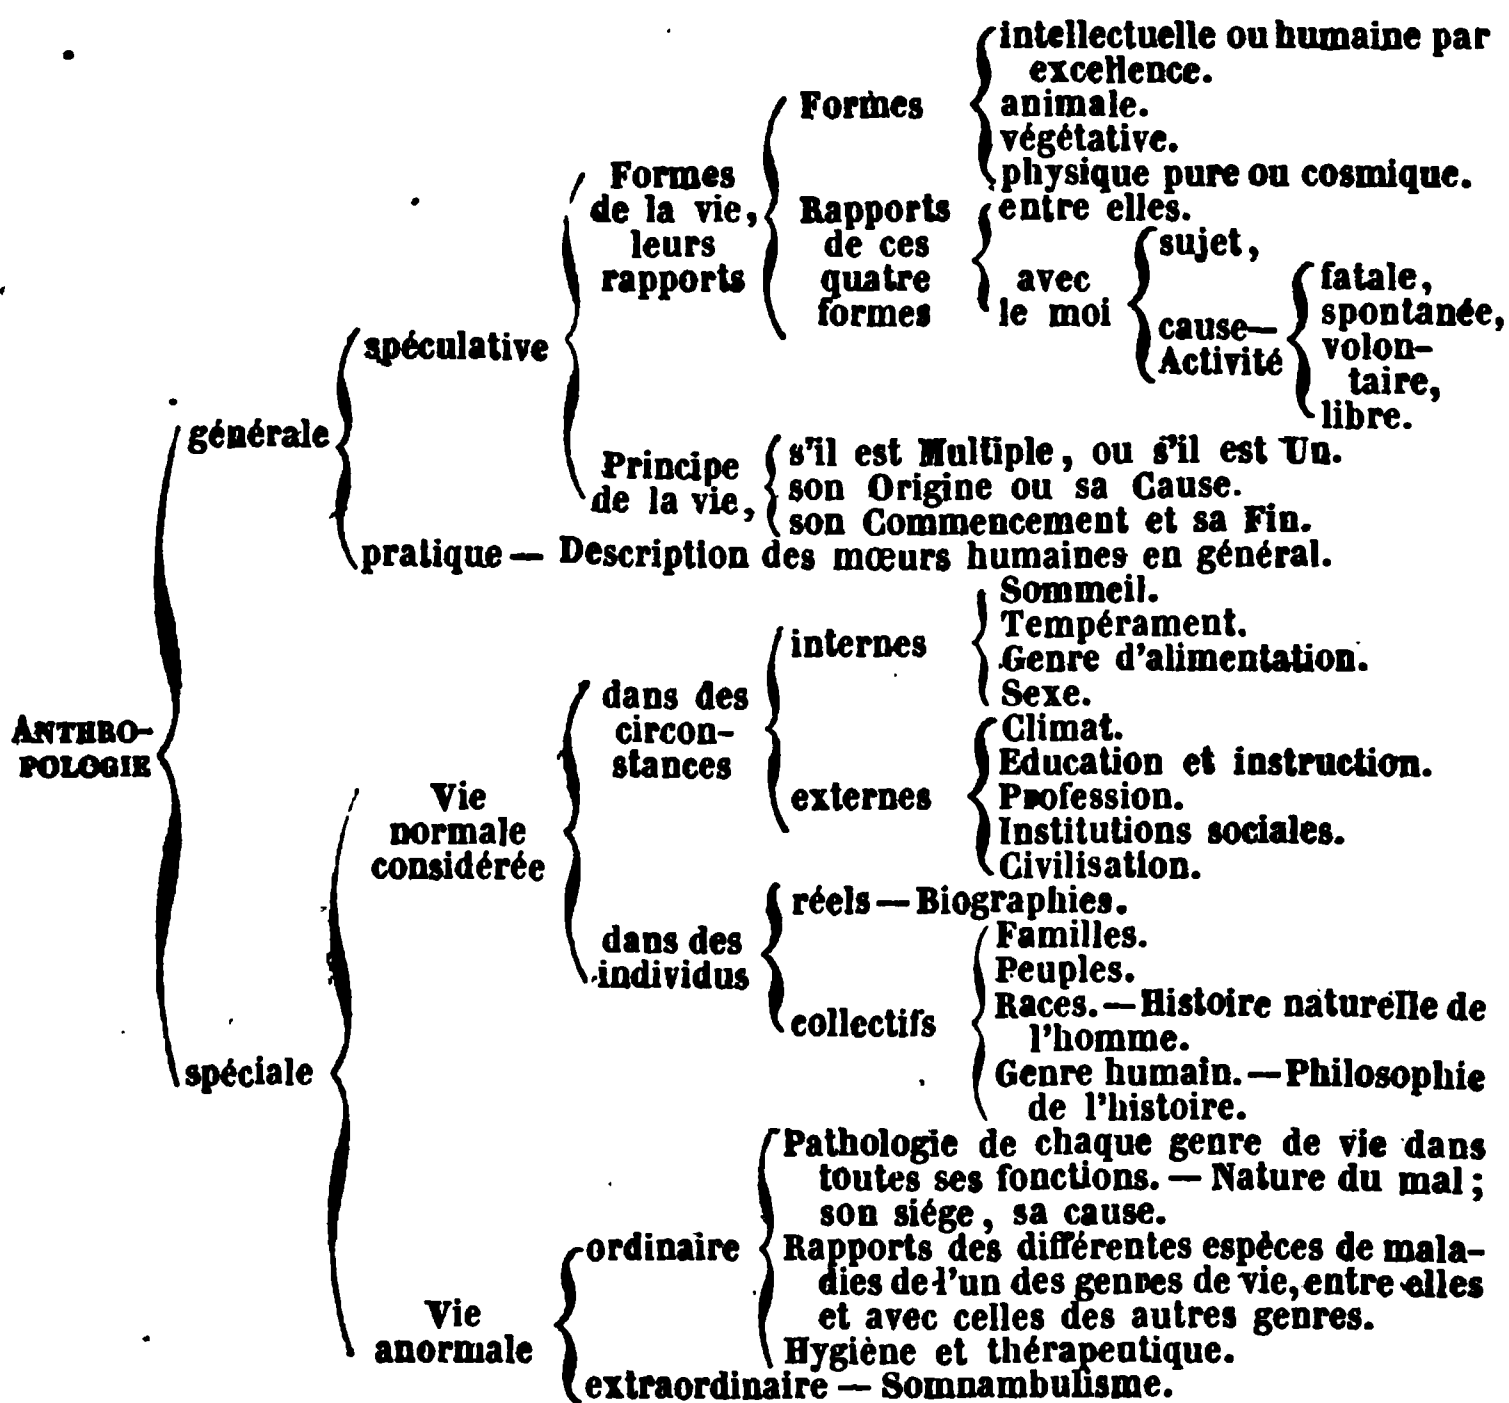 ANTHRO-
POLOGIE
générale
spéculative
Formes
de la vie,
leurs
rapports
Formes
intellectuelle ou humaine par
excellence.
animale.
végétative.
physique pure ou cosmique.
Rapports
de ces
quatre
formes
entre elles.
avec
le moi
sujet,
cause—
Activité
fatale,
spontanée,
volon-
taire,
libre.
Principe
de la vie,
s'il est Multiple, ou s'il est Un.
son Origine ou sa Cause.
son Commencement et sa Fin.
pratique — Description des mœurs humaines en général.
spéciale
Vie
normale
considérée
dans des
circon-
stances
internes
Sommeil.
Tempérament.
Genre d'alimentation.
Sexe.
externes
Climat.
Education et instruction.
Profession.
Institutions sociales.
Civilisation.
dans des
individus
réels — Biographies.
collectifs
Familles.
Peuples.
Races. — Histoire naturelle de
l'homme.
Genre humain. — Philosophie
de l'histoire.
Vie
anormale
ordinaire
Pathologie de chaque genre de vie dans
toutes ses fonctions. — Nature du mal ;
son siége, sa cause.
Rapports des différentes espèces de mala-
dies de l'un des genres de vie, entre elles
et avec celles des autres genres.
Hygiène et thérapeutique.
extraordinaire — Somnambulisme.